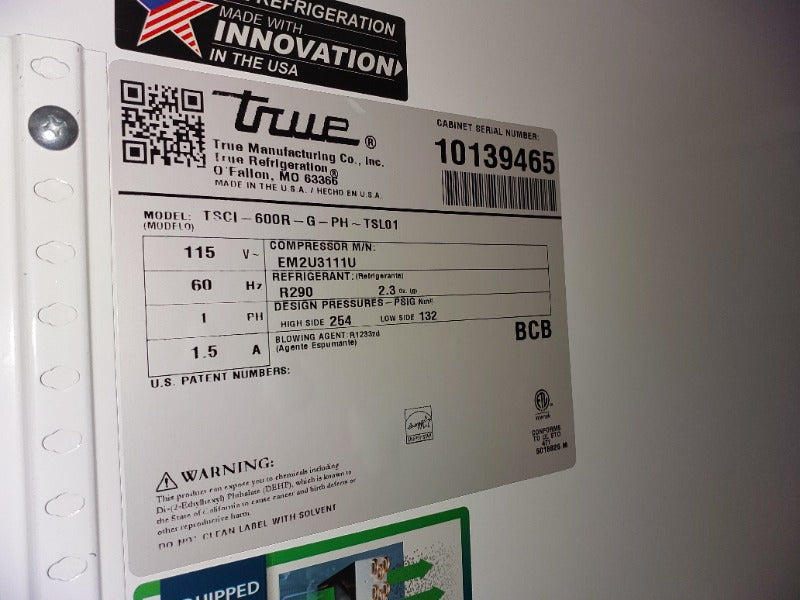 REFRIGERATION
MADE WITH
INNOVATION
IN THE USA
true®
True Manufacturing Co., Inc.
True Refrigeration®
O'Fallon, MO 63366
MADE IN THE U.S.A. / HECHO EN U.S.A.
CABINET SERIAL NUMBER:
10139465
MODEL: TSCI-600R-G-PH-TSL01
(MODELO)
115 V~
60 Hz
1 PH
1.5 A
COMPRESSOR M/N:
EM2U3111U
REFRIGERANT: (Refrigerante)
R290 2.3 oz.
DESIGN PRESSURES-PSIG
HIGH SIDE 254 LOW SIDE 132
BLOWING AGENT: R1233zd
(Agente Espumante)
BCB
U.S. PATENT NUMBERS:
ETL
CONFORMS
WARNING:
This product can expose you to chemicals including
Di-(2-Ethylhexyl) Phthalate (DEHP), which is known to
the State of California to cause cancer and birth defects or
other reproductive harm.
DO NOT CLEAN LABEL WITH SOLVENT